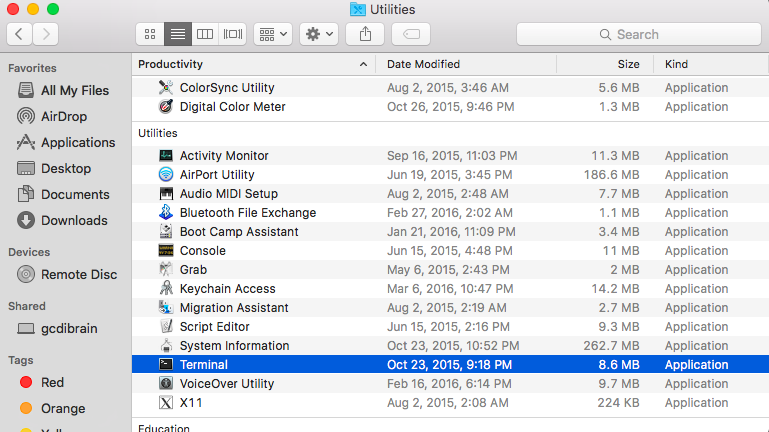 Utilities
Search
Favorites
All My Files
AirDrop
Applications
Desktop
Documents
Downloads
Devices
Remote Disc
Shared
gcdibrain
Tags
Red
Orange
Productivity Date Modified Size Kind
ColorSync Utility Aug 2, 2015, 3:46 AM 5.6 MB Application
Digital Color Meter Oct 26, 2015, 9:46 PM 1.3 MB Application
Utilities
Activity Monitor Sep 16, 2015, 11:03 PM 11.3 MB Application
AirPort Utility Jun 19, 2015, 3:45 PM 186.6 MB Application
Audio MIDI Setup Aug 2, 2015, 2:48 AM 7.7 MB Application
Bluetooth File Exchange Feb 27, 2016, 2:02 AM 1.1 MB Application
Boot Camp Assistant Jan 21, 2016, 11:09 PM 3.4 MB Application
Console Jun 15, 2015, 4:48 PM 11 MB Application
Grab May 6, 2015, 2:43 PM 2 MB Application
Keychain Access Mar 6, 2016, 10:47 PM 14.2 MB Application
Migration Assistant Aug 2, 2015, 2:19 AM 2.7 MB Application
Script Editor Jun 15, 2015, 2:16 PM 9.3 MB Application
System Information Oct 23, 2015, 10:52 PM 262.7 MB Application
Terminal Oct 23, 2015, 9:18 PM 8.6 MB Application
VoiceOver Utility Feb 16, 2016, 6:14 PM 9.7 MB Application
X11 Aug 2, 2015, 2:08 AM 224 KB Application
Education